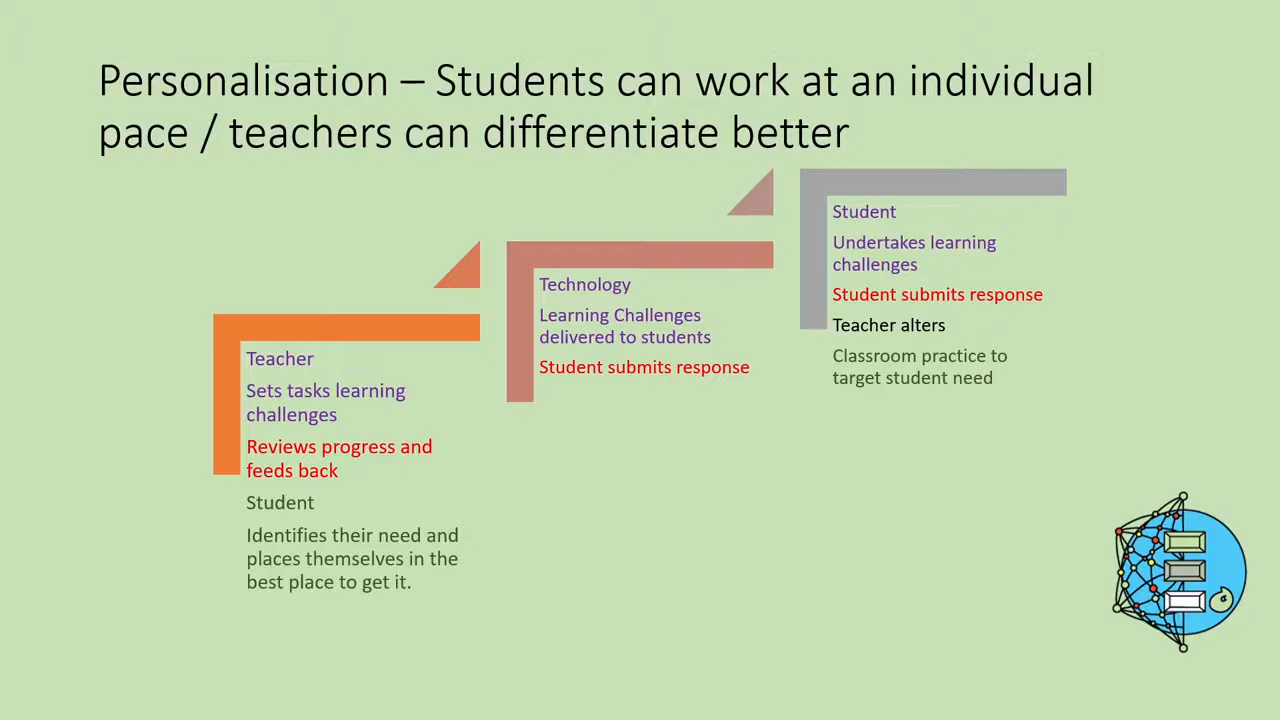 Personalisation – Students can work at an individual
pace / teachers can differentiate better
Teacher
Sets tasks learning
challenges
Reviews progress and
feeds back
Student
Identifies their need and
places themselves in the
best place to get it.
Technology
Learning Challenges
delivered to students
Student submits response
Student
Undertakes learning
challenges
Student submits response
Teacher alters
Classroom practice to
target student need